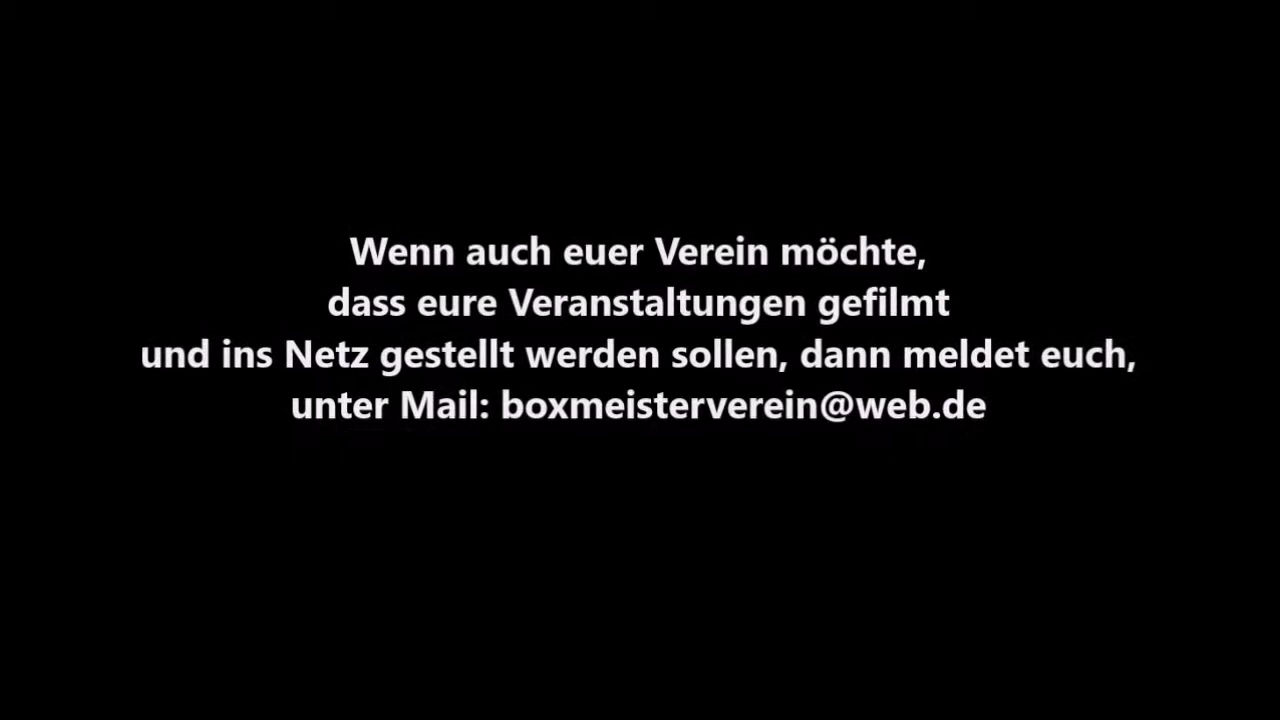 Wenn auch euer Verein möchte,
dass eure Veranstaltungen gefilmt
und ins Netz gestellt werden sollen, dann meldet euch,
unter Mail: boxmeisterverein@web.de